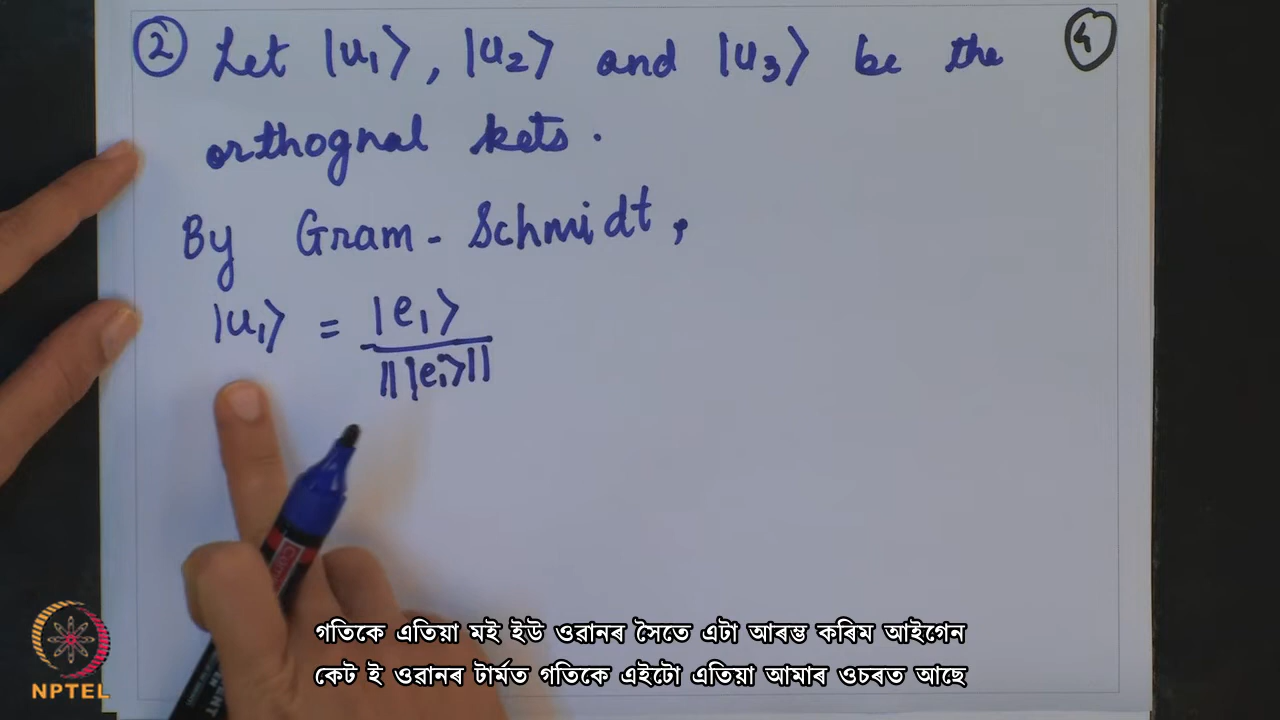 ② Let |u₁⟩, |u₂⟩ and |u₃⟩ be the
④
orthognal kets.
By Gram-Schmidt,
|u₁⟩ = |e₁⟩ / || |e₁⟩ ||
গতিকে এতিয়া মই ইউ ওৱানৰ সৈতে এটা আৰম্ভ কৰিম আইগেন
কেট ই ওৱানৰ টাৰ্মত গতিকে এইটো এতিয়া আমাৰ ওচৰত আছে
NPTEL